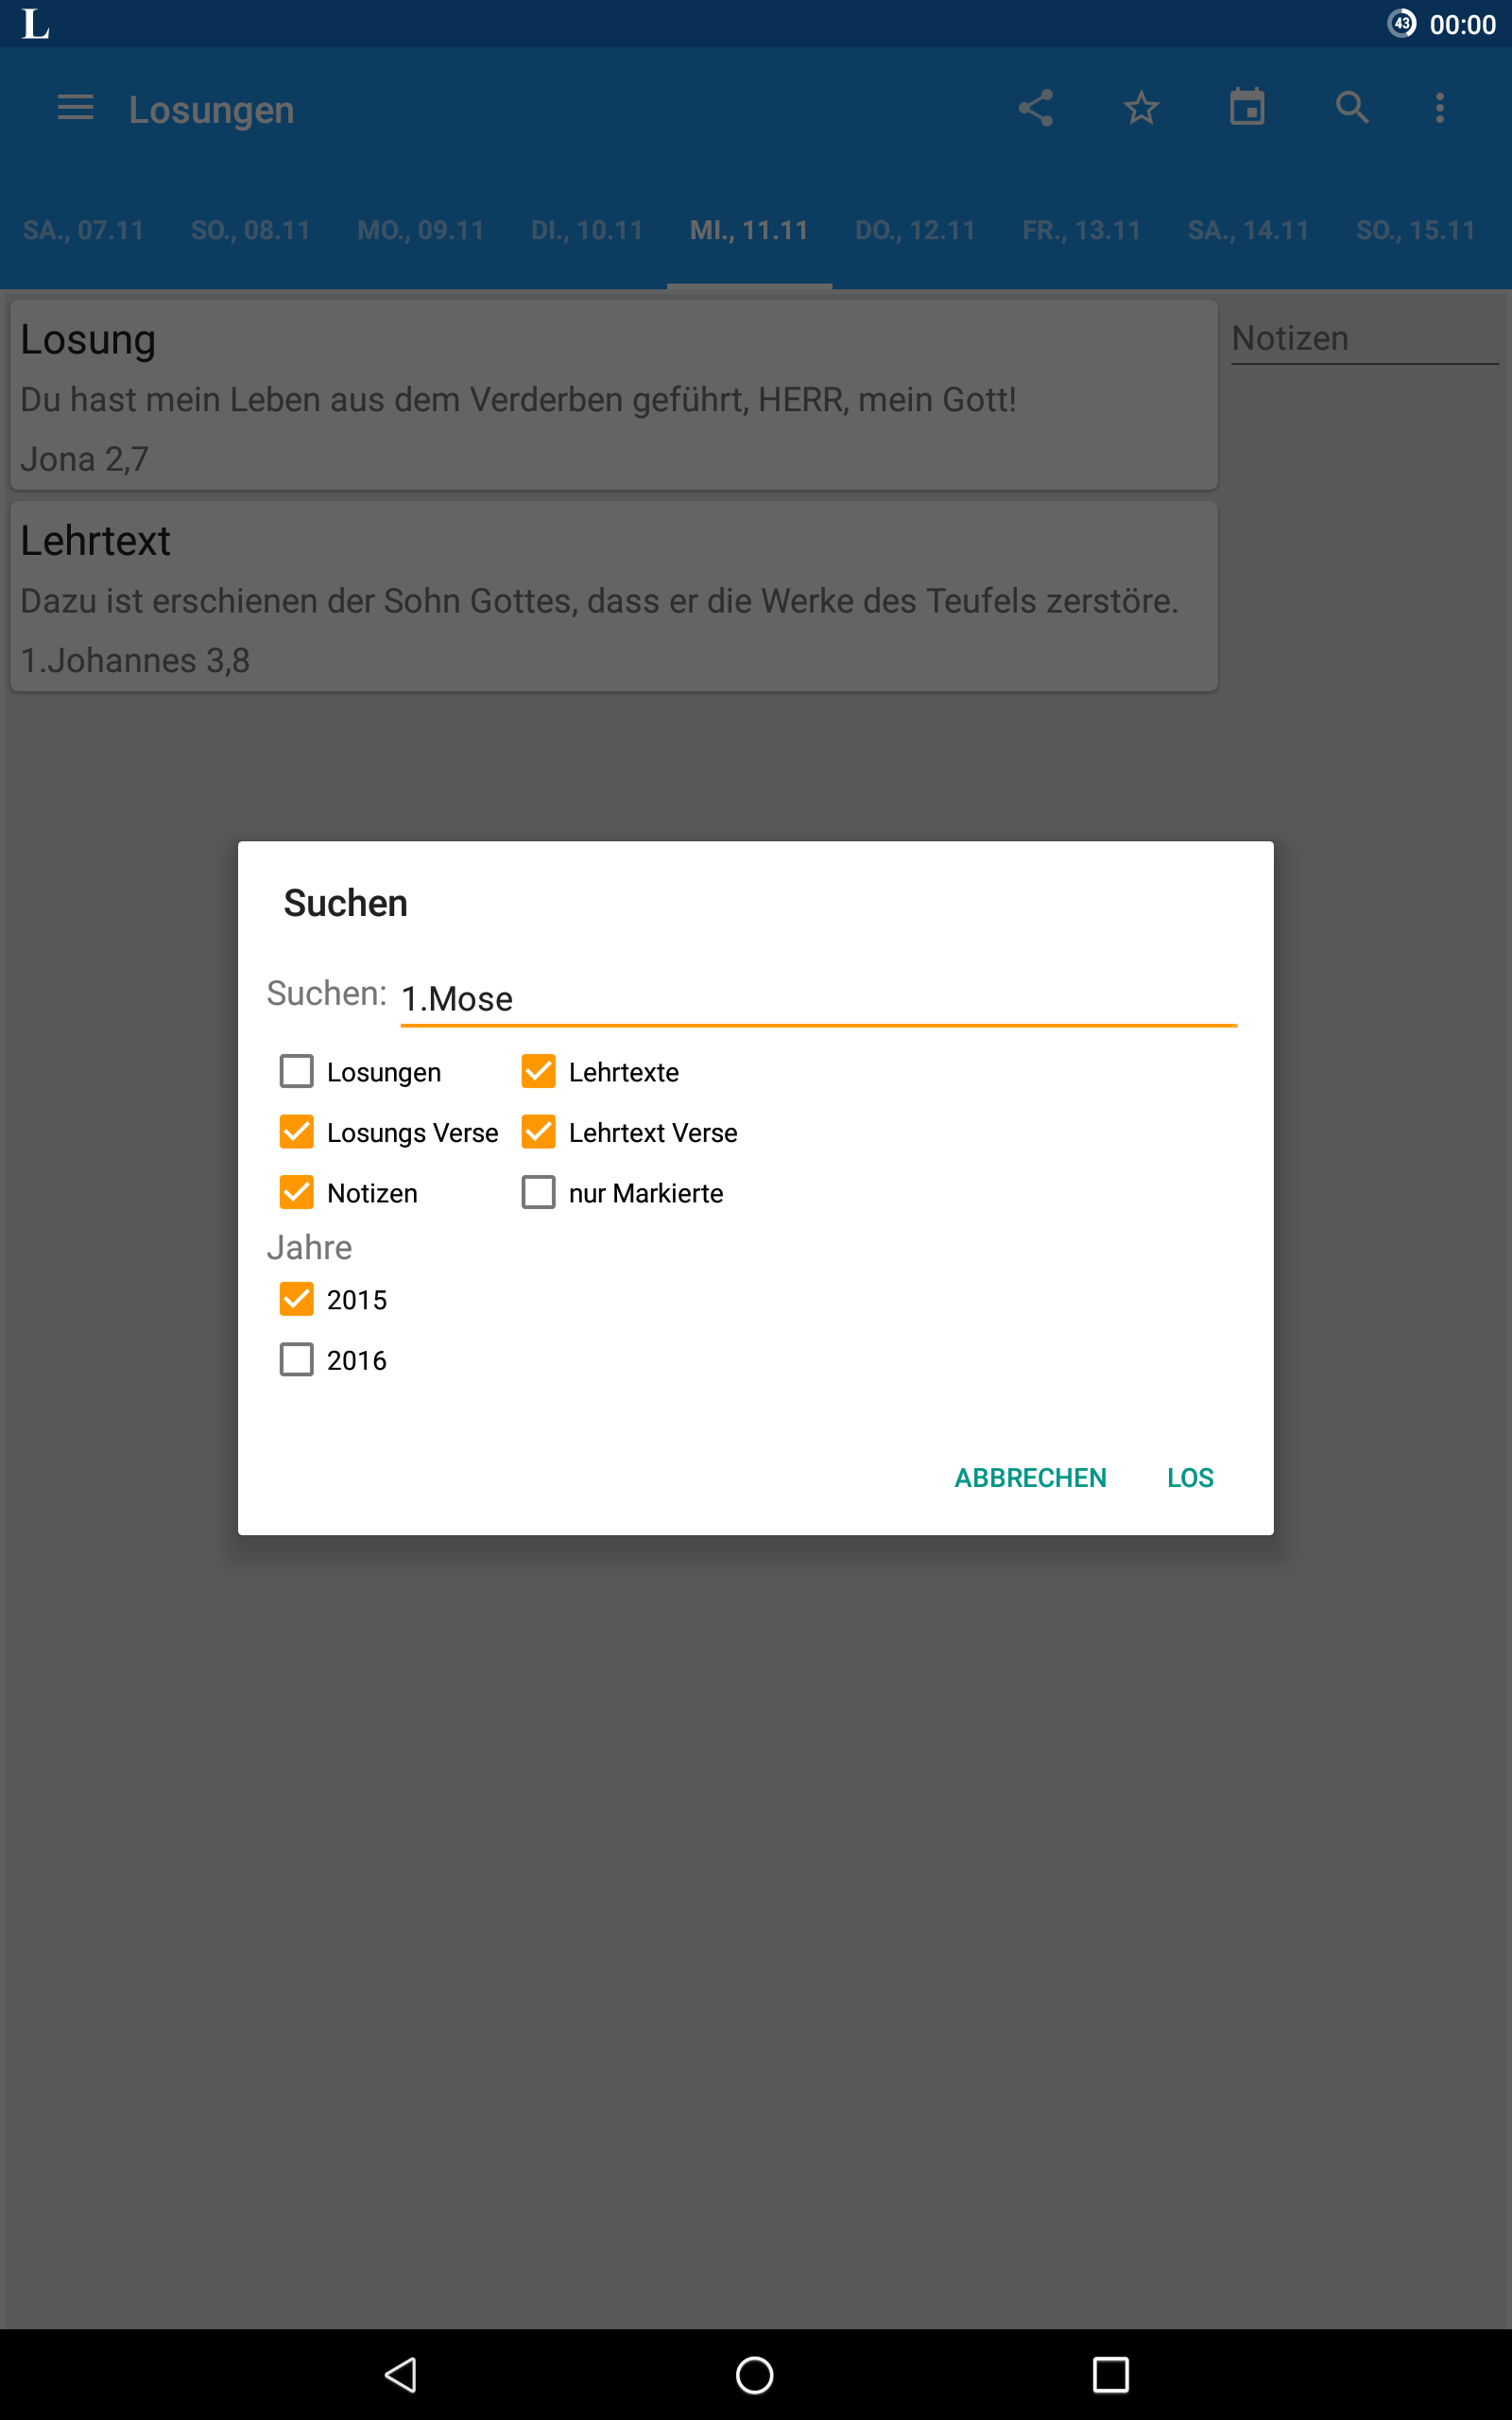 L 43 00:00
Losungen
SA., 07.11 SO., 08.11 MO., 09.11 DI., 10.11 MI., 11.11 DO., 12.11 FR., 13.11 SA., 14.11 SO., 15.11
Losung
Notizen
Du hast mein Leben aus dem Verderben geführt, HERR, mein Gott!
Jona 2,7
Lehrtext
Dazu ist erschienen der Sohn Gottes, dass er die Werke des Teufels zerstöre.
1.Johannes 3,8
Suchen
Suchen: 1.Mose
Losungen Lehrtexte
Losungs Verse Lehrtext Verse
Notizen nur Markierte
Jahre
2015
2016
ABBRECHEN LOS